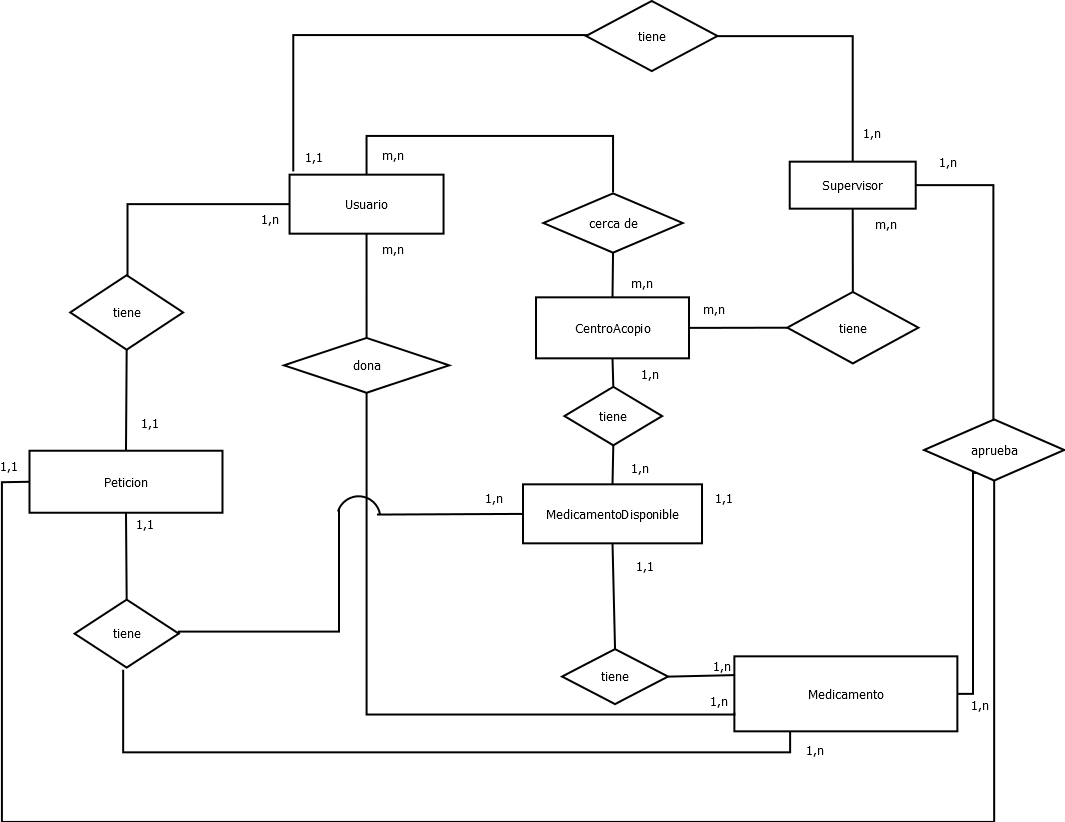 tiene
1,n
1,1
m,n
1,n
Supervisor
Usuario
1,n
cerca de
m,n
m,n
m,n
m,n
tiene
CentroAcopio
tiene
dona
1,n
tiene
1,1
aprueba
1,1
1,n
Peticion
1,n
1,1
MedicamentoDisponible
1,1
1,1
tiene
1,n
tiene
Medicamento
1,n
1,n
1,n